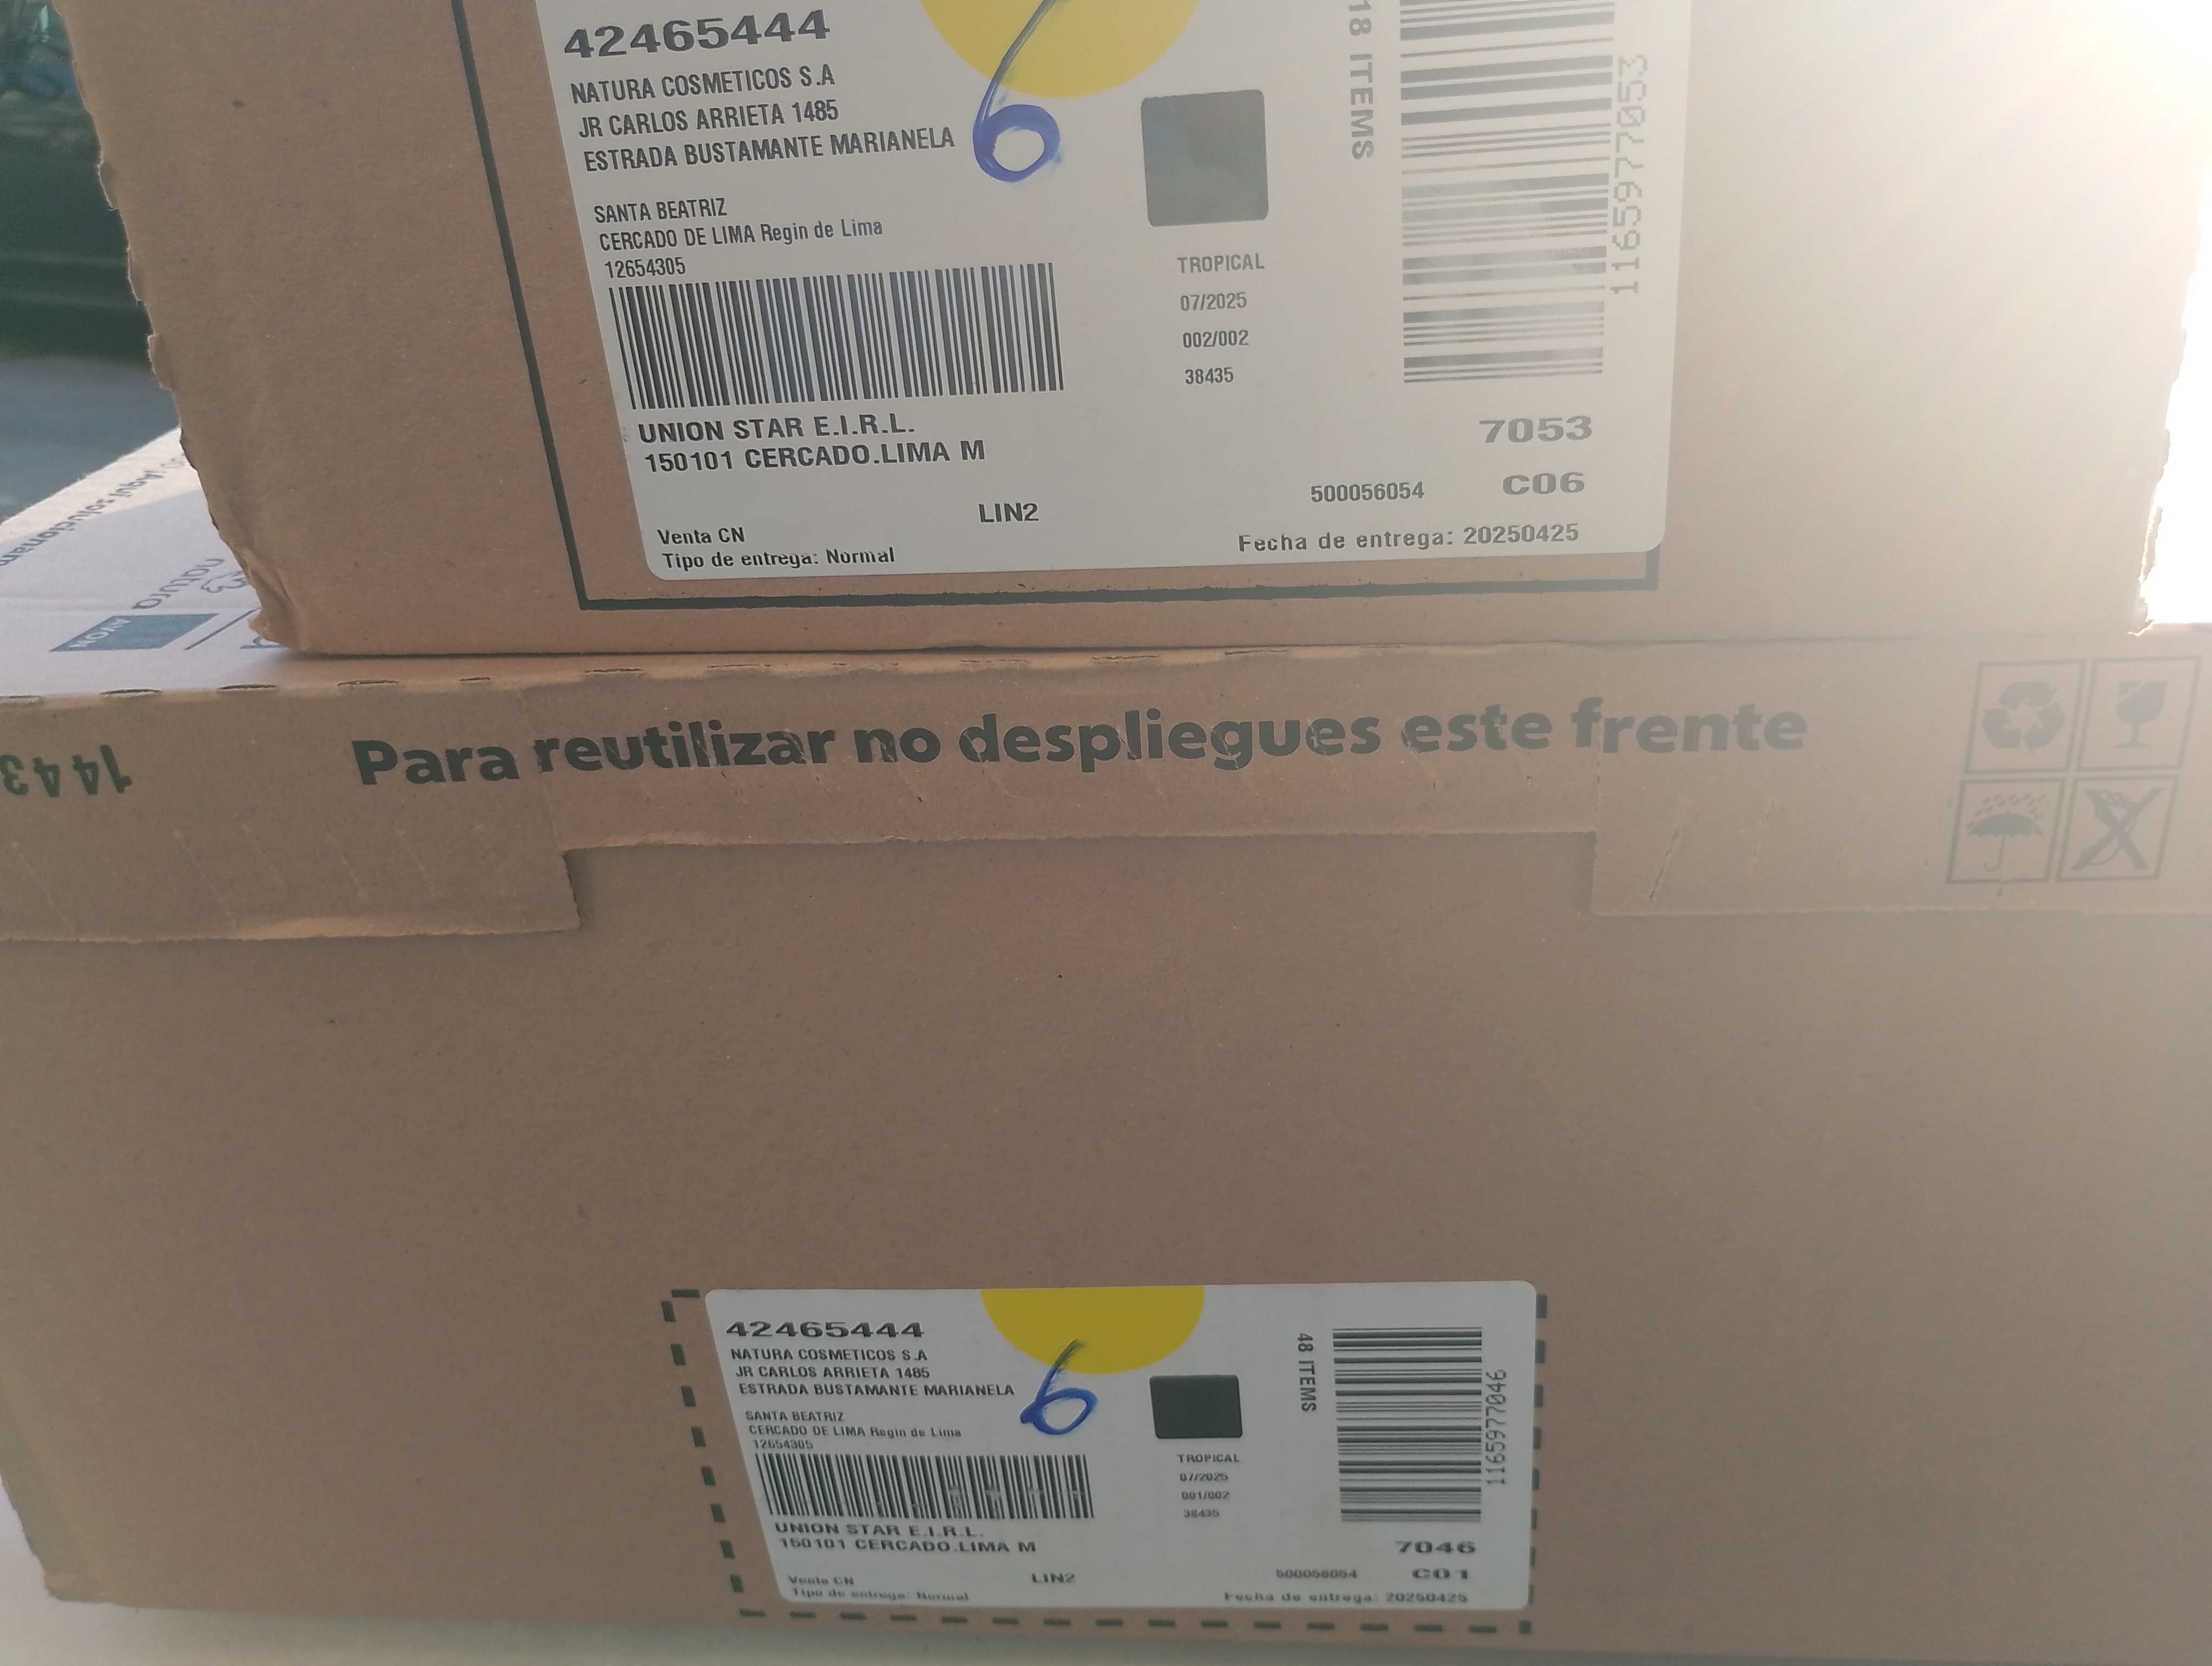 42465444
NATURA COSMETICOS S.A
JR CARLOS ARRIETA 1485
ESTRADA BUSTAMANTE MARIANELA
6
SANTA BEATRIZ
CERCADO DE LIMA Regin de Lima
12654305
UNION STAR E.I.R.L.
150101 CERCADO.LIMA M
LIN2
Venta CN
Tipo de entrega: Normal
TROPICAL
07/2025
002/002
38435
18 ITEMS
1165977053
7053
500056054
C06
Fecha de entrega: 20250425
Aquí solucionam
natura
AVON
1443
Para reutilizar no despliegues este frente
42465444
NATURA COSMETICOS S.A
JR CARLOS ARRIETA 1485
ESTRADA BUSTAMANTE MARIANELA
6
SANTA BEATRIZ
CERCADO DE LIMA Regin de Lima
12654305
UNION STAR E.I.R.L.
150101 CERCADO.LIMA M
LIN2
Venta CN
Tipo de entrega: Normal
TROPICAL
07/2025
001/002
38435
48 ITEMS
1165977046
7046
500056054
C01
Fecha de entrega: 20250425